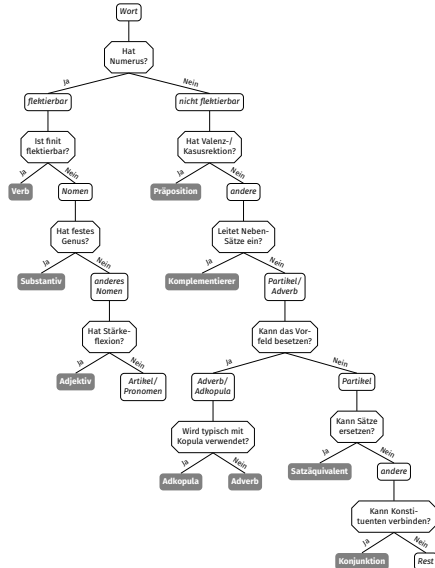 Wort
Hat
Numerus?
Ja
Nein
flektierbar
nicht flektierbar
Ist finit
flektierbar?
Hat Valenz-/
Kasusrektion?
Ja
Nein
Ja
Nein
Verb
Nomen
Präposition
andere
Hat festes
Genus?
Leitet Neben-
Sätze ein?
Ja
Nein
Ja
Nein
Substantiv
anderes
Nomen
Komplementierer
Partikel/
Adverb
Hat Stärke-
flexion?
Kann das Vor-
feld besetzen?
Ja
Nein
Ja
Nein
Adjektiv
Artikel/
Pronomen
Adverb/
Adkopula
Partikel
Wird typisch mit
Kopula verwendet?
Kann Sätze
ersetzen?
Ja
Nein
Ja
Nein
Adkopula
Adverb
Satzäquivalent
andere
Kann Konsti-
tuenten verbinden?
Ja
Nein
Konjunktion
Rest